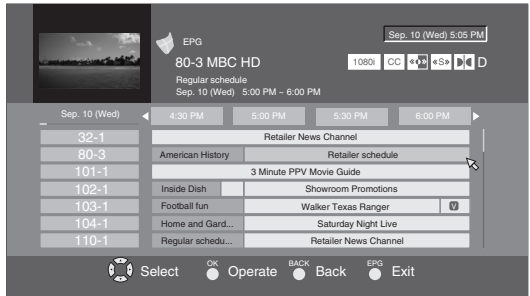 EPG
Sep. 10 (Wed) 5:05 PM
80-3 MBC HD
1080i CC «S» D
Regular schedule
Sep. 10 (Wed) 5:00 PM ~ 6:00 PM
Sep. 10 (Wed) 4:30 PM 5:00 PM 5:30 PM 6:00 PM
32-1 Retailer News Channel
80-3 American History Retailer schedule
101-1 3 Minute PPV Movie Guide
102-1 Inside Dish Showroom Promotions
103-1 Football fun Walker Texas Ranger V
104-1 Home and Gard... Saturday Night Live
110-1 Regular schedu... Retailer News Channel
Select OK Operate BACK Back EPG Exit